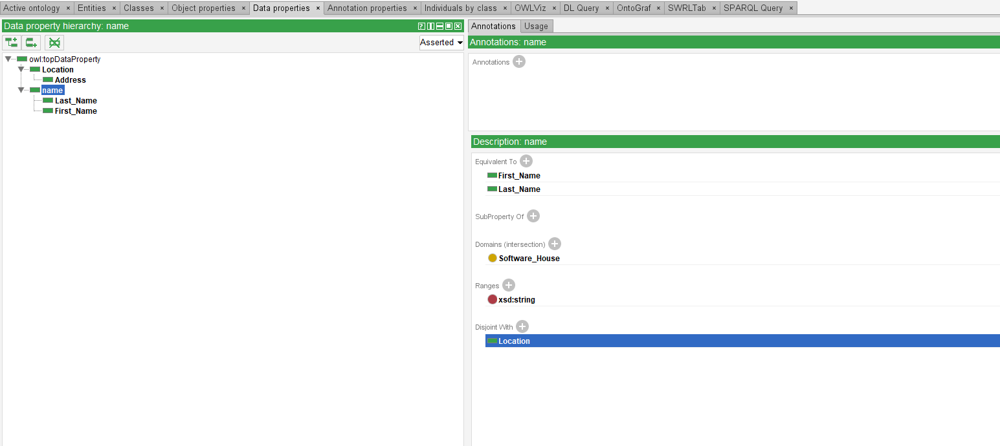 Active ontology × Entities × Classes × Object properties × Data properties × Annotation properties × Individuals by class × OWLViz × DL Query × OntoGraf × SWRLTab × SPARQL Query ×
Data property hierarchy: name
Asserted
owl:topDataProperty
Location
Address
name
Last_Name
First_Name
Annotations Usage
Annotations: name
Annotations
Description: name
Equivalent To
First_Name
Last_Name
SubProperty Of
Domains (intersection)
Software_House
Ranges
xsd:string
Disjoint With
Location